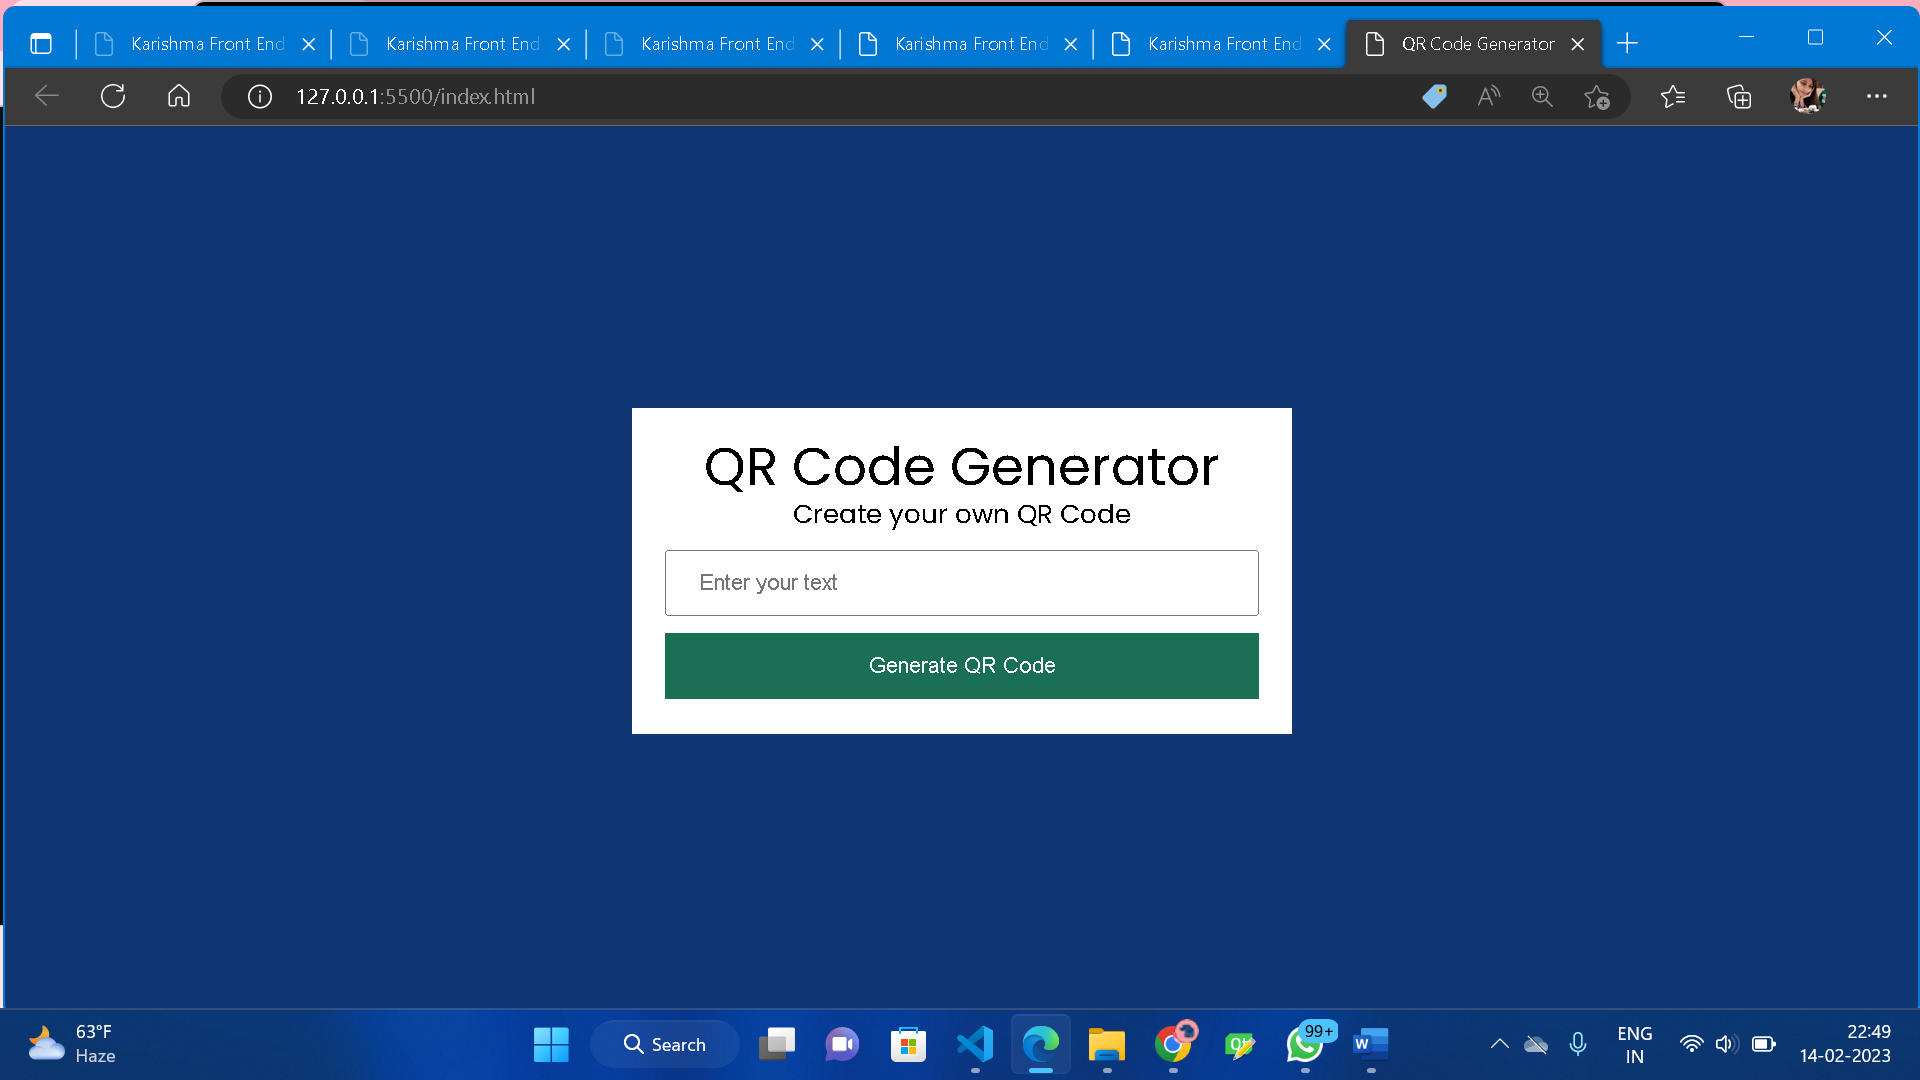 Karishma Front End
Karishma Front End
Karishma Front End
Karishma Front End
Karishma Front End
QR Code Generator
127.0.0.1:5500/index.html
QR Code Generator
Create your own QR Code
Enter your text
Generate QR Code
63°F
Haze
Search
99+
ENG
IN
22:49
14-02-2023